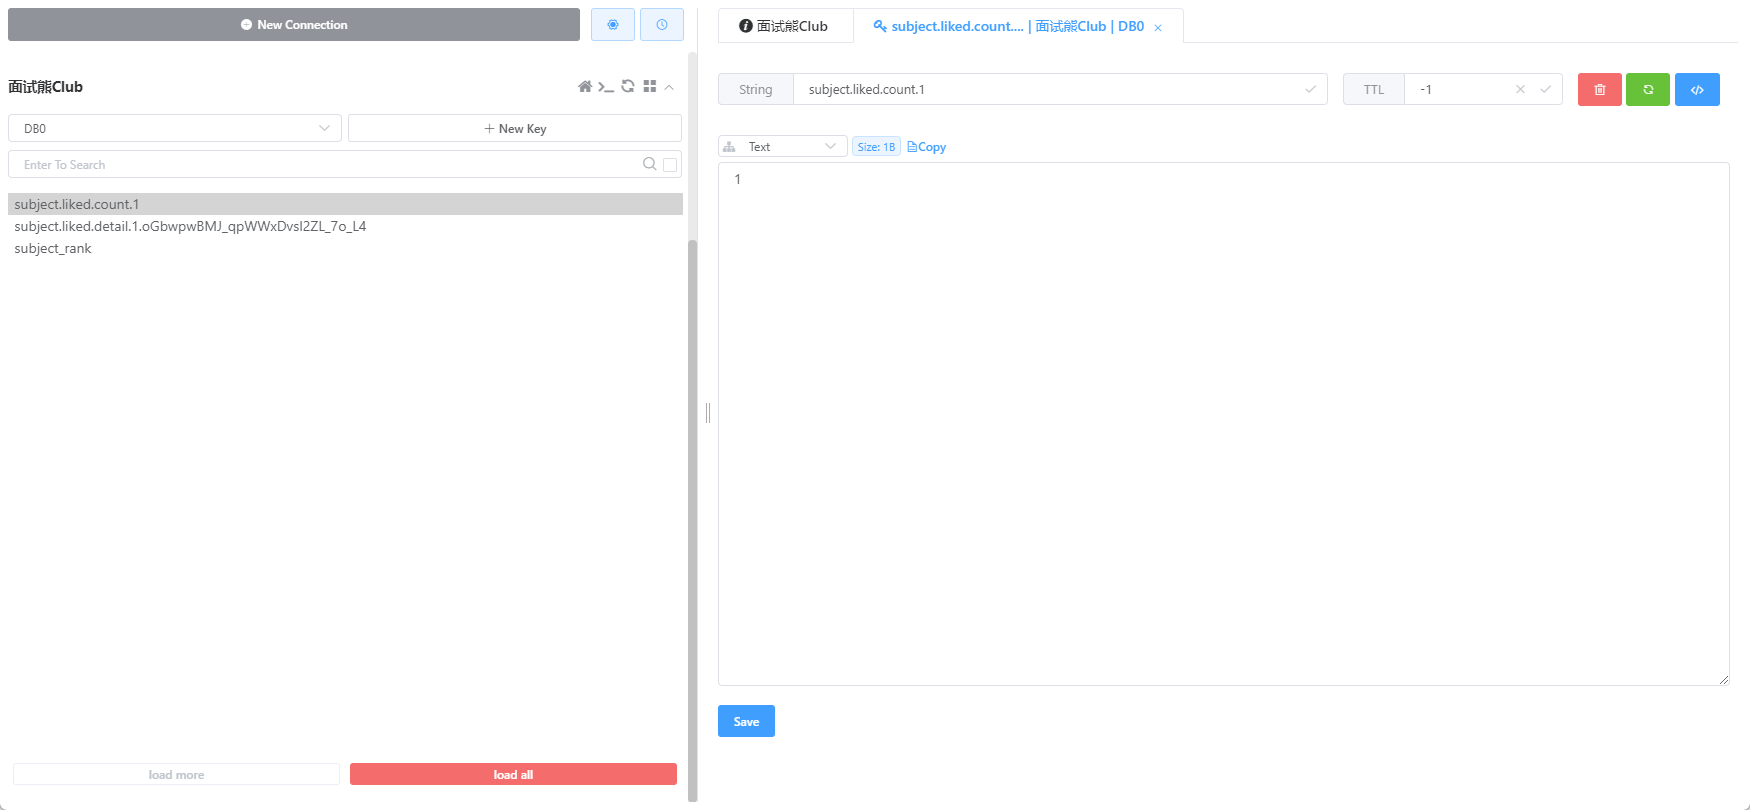 New Connection
面试熊Club
DB0
New Key
Enter To Search
subject.liked.count.1
subject.liked.detail.1.oGbwpwBMJ_qpWWxDvsI2ZL_7o_L4
subject_rank
load more
load all
面试熊Club
subject.liked.count.... | 面试熊Club | DB0
String
subject.liked.count.1
TTL
-1
Text
Size: 1B
Copy
1
Save